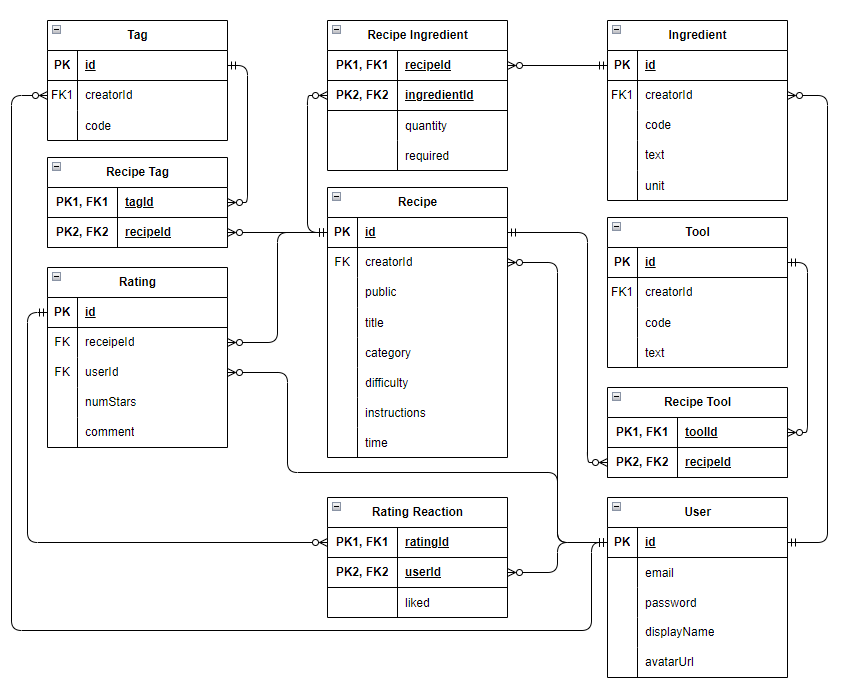 Tag
PK id
FK1 creatorId
code
Recipe Tag
PK1, FK1 tagId
PK2, FK2 recipeId
Rating
PK id
FK receipeId
FK userId
numStars
comment
Recipe Ingredient
PK1, FK1 recipeId
PK2, FK2 ingredientId
quantity
required
Recipe
PK id
FK creatorId
public
title
category
difficulty
instructions
time
Rating Reaction
PK1, FK1 ratingId
PK2, FK2 userId
liked
Ingredient
PK id
FK1 creatorId
code
text
unit
Tool
PK id
FK1 creatorId
code
text
Recipe Tool
PK1, FK1 toolId
PK2, FK2 recipeId
User
PK id
email
password
displayName
avatarUrl